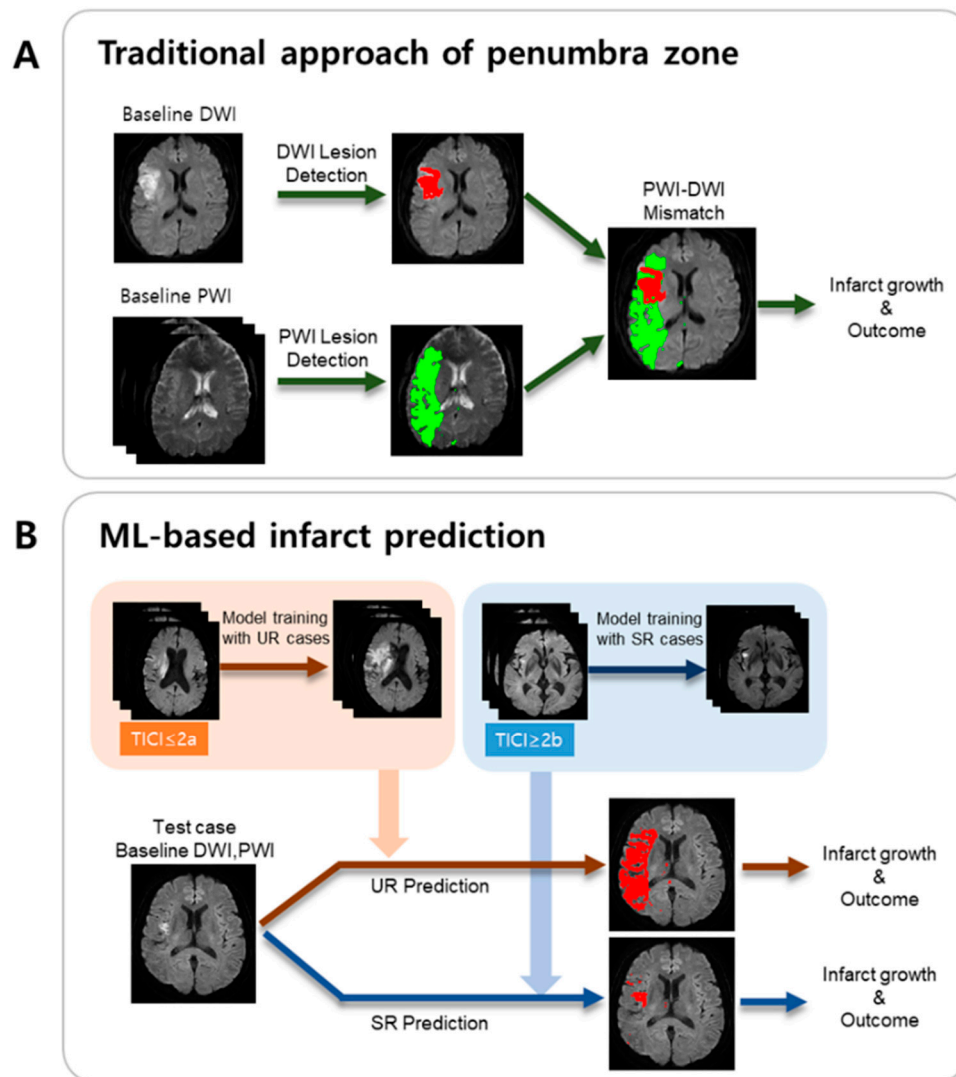 A
Traditional approach of penumbra zone
Baseline DWI
DWI Lesion
Detection
PWI-DWI
Mismatch
Baseline PWI
PWI Lesion
Detection
Infarct growth
&
Outcome
B
ML-based infarct prediction
Model training
with UR cases
TICI≤2a
Model training
with SR cases
TICI≥2b
Test case
Baseline DWI,PWI
UR Prediction
Infarct growth
&
Outcome
SR Prediction
Infarct growth
&
Outcome